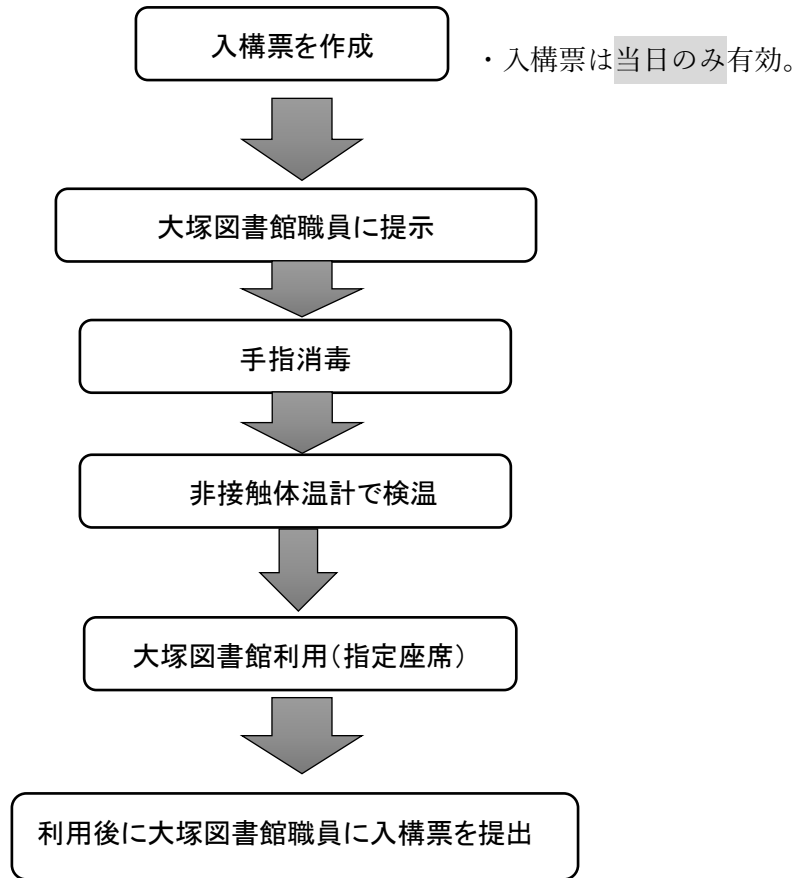 入構票を作成
・入構票は当日のみ有効。
大塚図書館職員に提示
手指消毒
非接触体温計で検温
大塚図書館利用（指定座席）
利用後に大塚図書館職員に入構票を提出